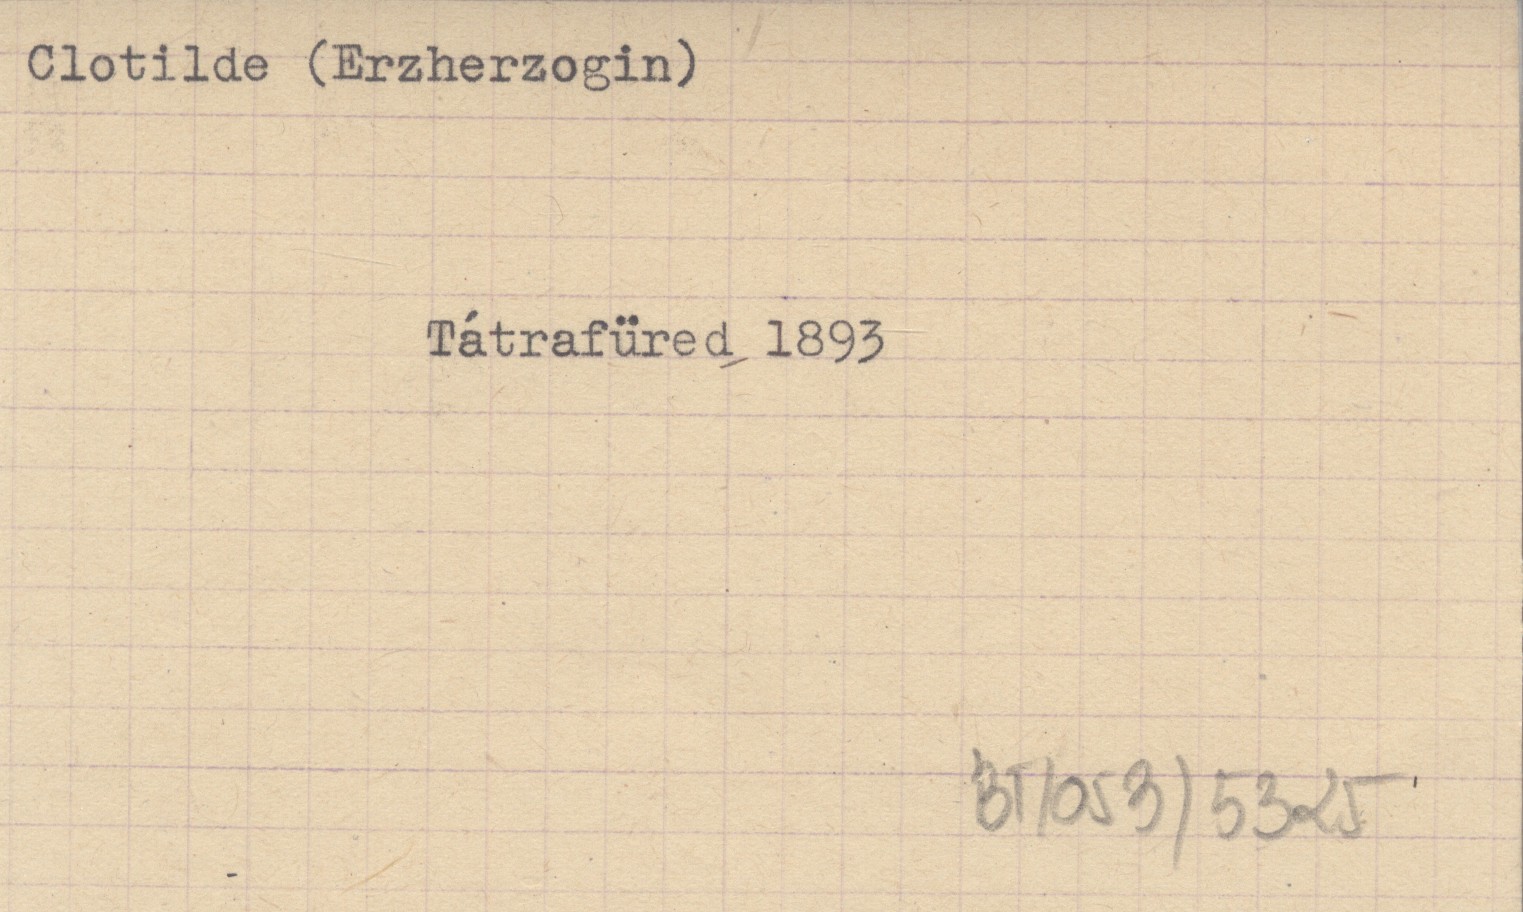 Clotilde (Erzherzogin)
Tátrafüred 1893
BT/053/5325